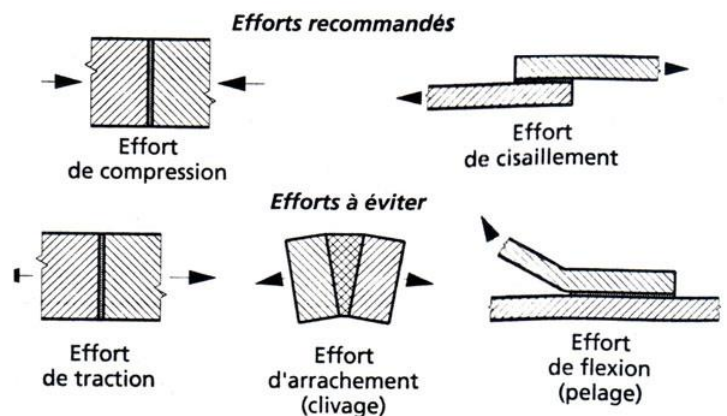 Efforts recommandés
Effort
de compression
Effort
de cisaillement
Efforts à éviter
Effort
de traction
Effort
d'arrachement
(clivage)
Effort
de flexion
(pelage)